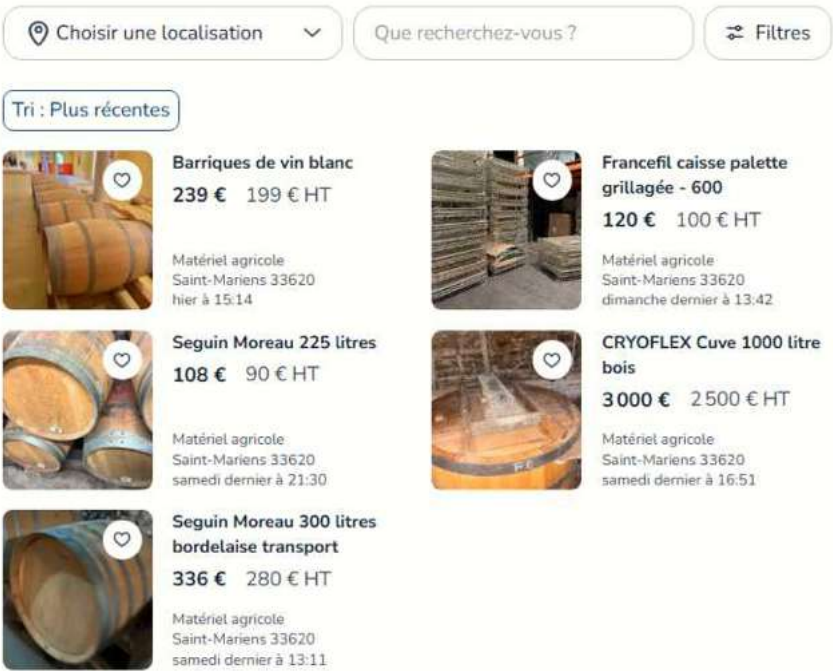 Choisir une localisation
Que recherchez-vous ?
Filtres
Tri : Plus récentes
Barriques de vin blanc
239 € 199 € HT
Matériel agricole
Saint-Mariens 33620
hier à 15:14
Francefil caisse palette
grillagée - 600
120 € 100 € HT
Matériel agricole
Saint-Mariens 33620
dimanche dernier à 13:42
Seguin Moreau 225 litres
108 € 90 € HT
Matériel agricole
Saint-Mariens 33620
samedi dernier à 21:30
CRYOFLEX Cuve 1000 litre
bois
3 000 € 2 500 € HT
Matériel agricole
Saint-Mariens 33620
samedi dernier à 16:51
Seguin Moreau 300 litres
bordelaise transport
336 € 280 € HT
Matériel agricole
Saint-Mariens 33620
samedi dernier à 13:11